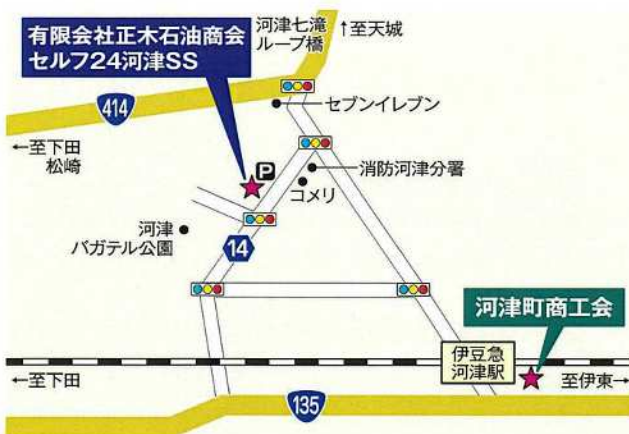 有限会社正木石油商会
セルフ24河津SS
河津七滝
ループ橋
↑至天城
414
セブンイレブン
←至下田
松崎
P
消防河津分署
コメリ
河津
バガテル公園
14
河津町商工会
伊豆急
河津駅
←至下田
至伊東→
135